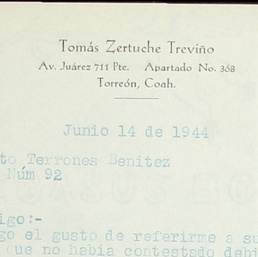 Tomás Zertuche Treviño
Av. Juárez 711 Pte. Apartado No. 368
Torreón, Coah.
Junio 14 de 1944
to Terrones Benitez
Núm 92
igo:-
go el gusto de referirme a su
que no había contestsdo debi